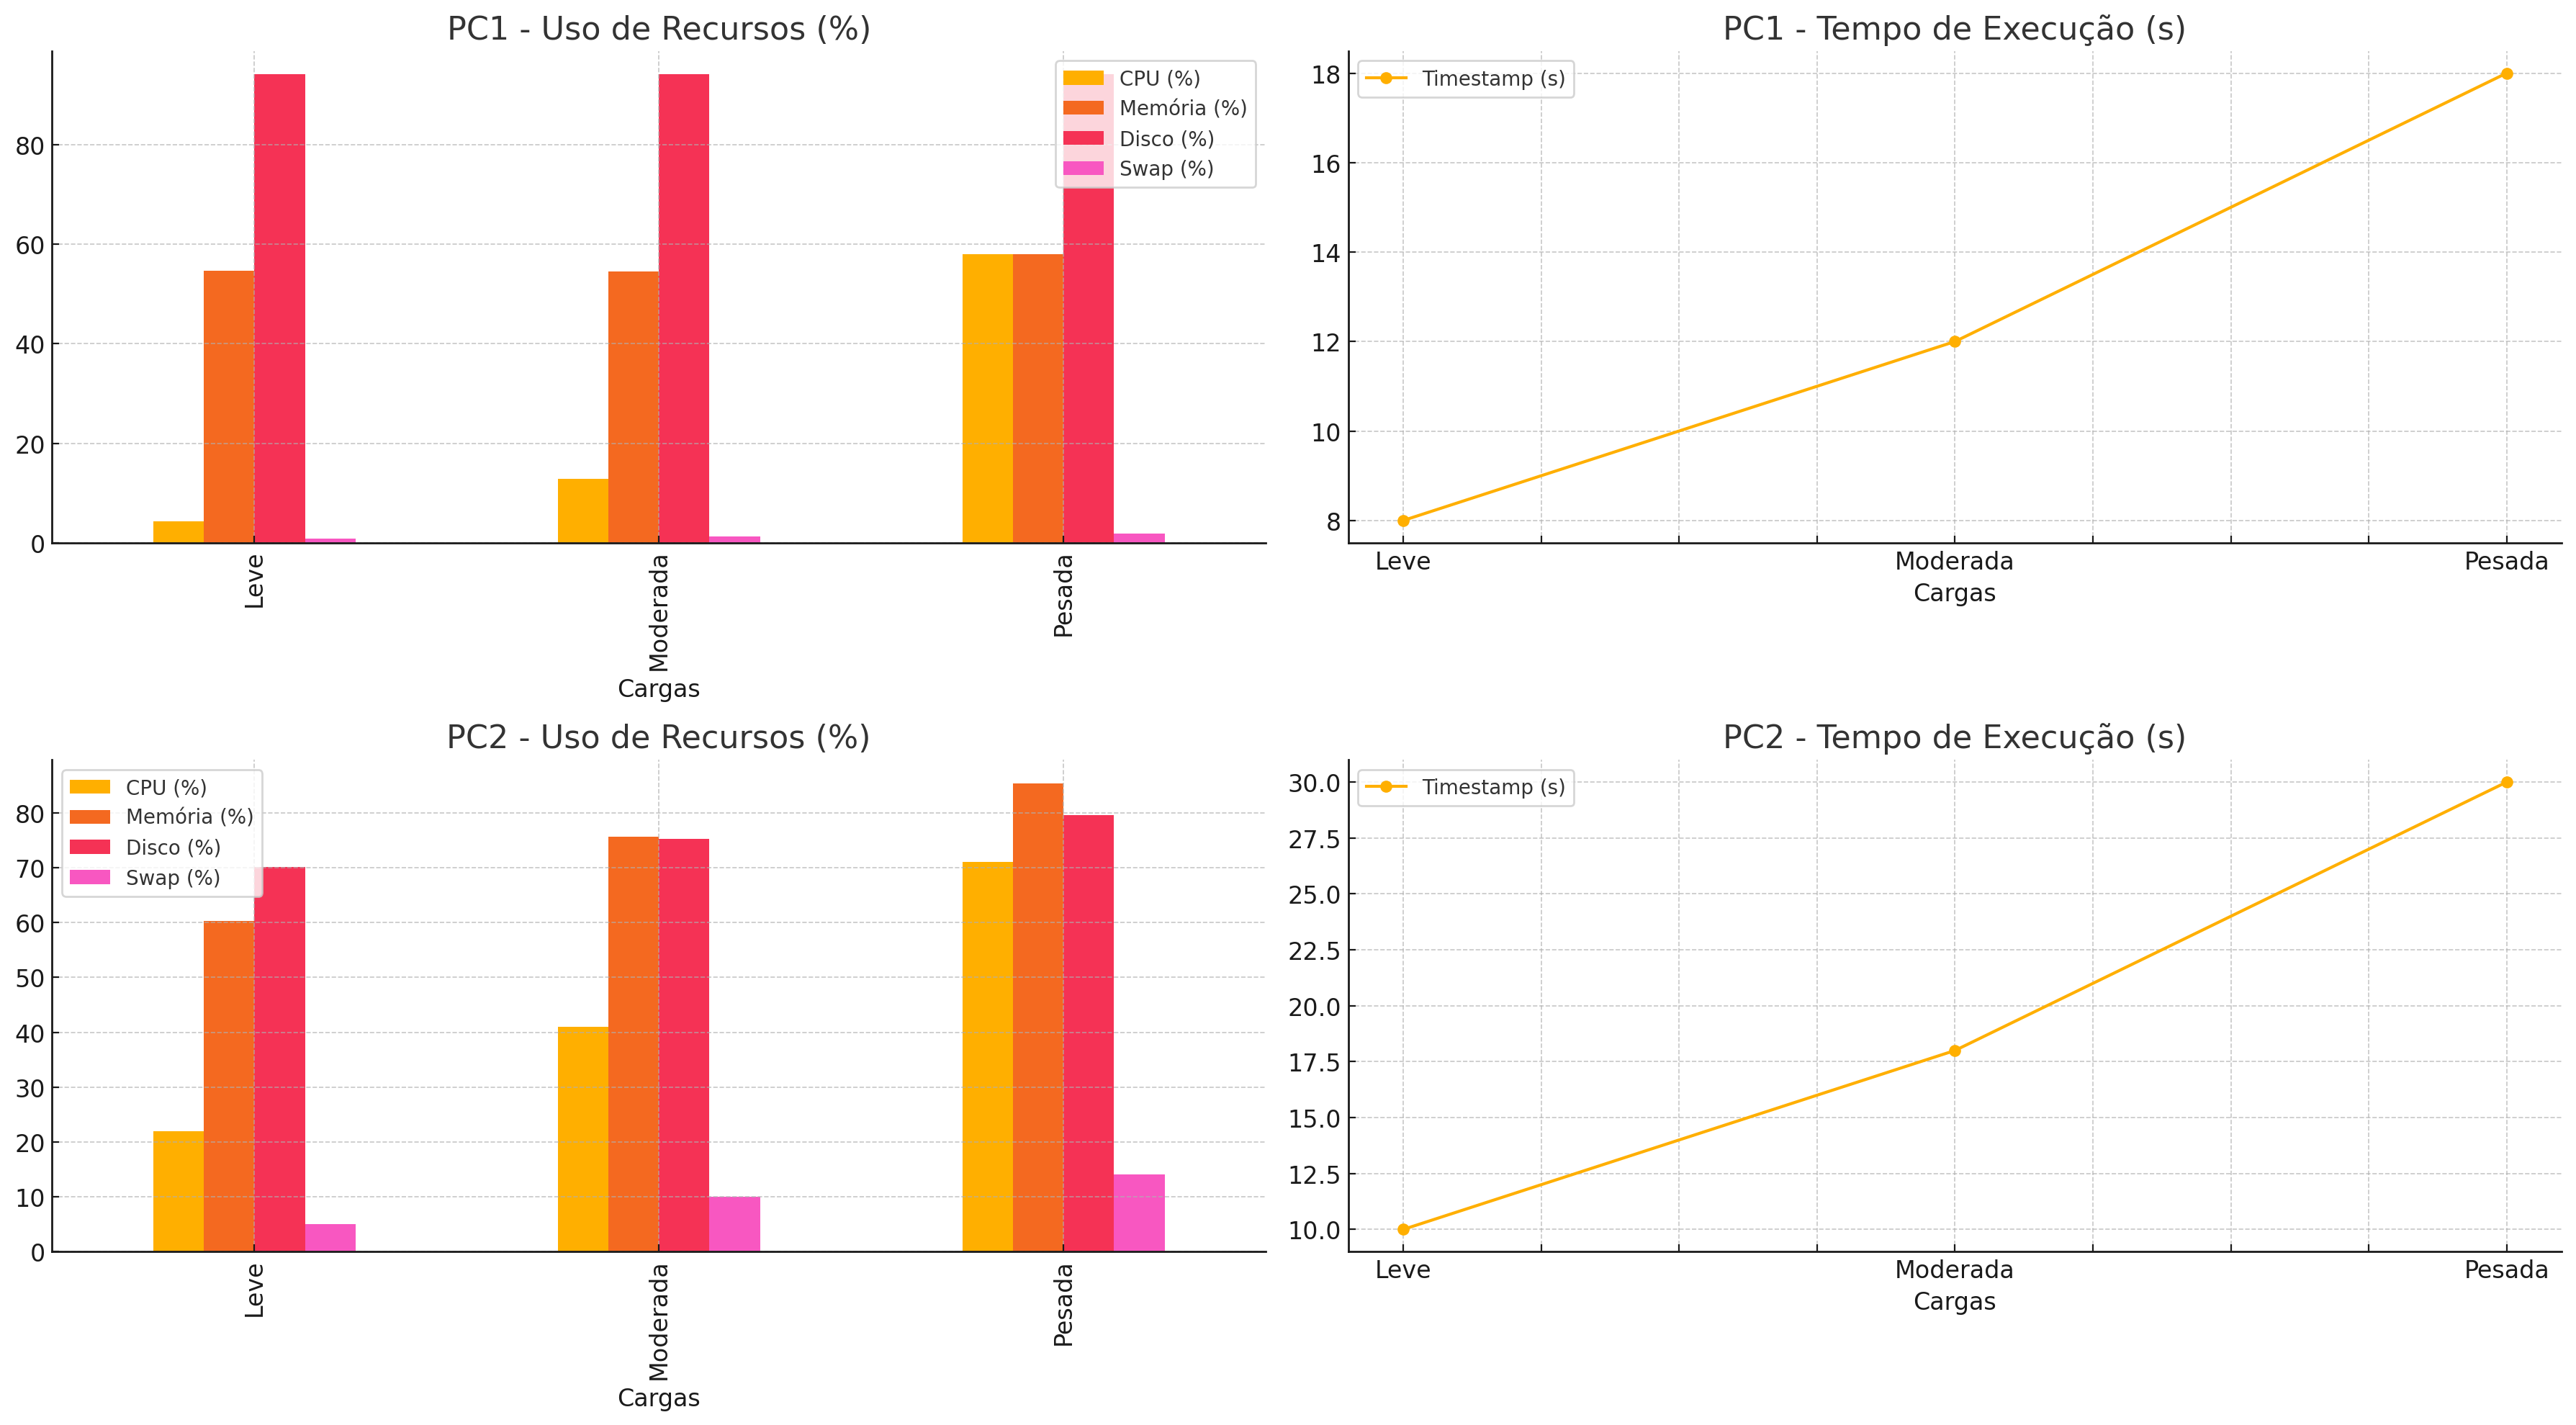 PC1 - Uso de Recursos (%)
CPU (%)
Memória (%)
Disco (%)
Swap (%)
80
60
40
20
0
Leve
Moderada
Pesada
Cargas
PC1 - Tempo de Execução (s)
Timestamp (s)
18
16
14
12
10
8
Leve Moderada Pesada
Cargas
PC2 - Uso de Recursos (%)
CPU (%)
Memória (%)
Disco (%)
Swap (%)
80
70
60
50
40
30
20
10
0
Leve
Moderada
Pesada
Cargas
PC2 - Tempo de Execução (s)
Timestamp (s)
30.0
27.5
25.0
22.5
20.0
17.5
15.0
12.5
10.0
Leve Moderada Pesada
Cargas